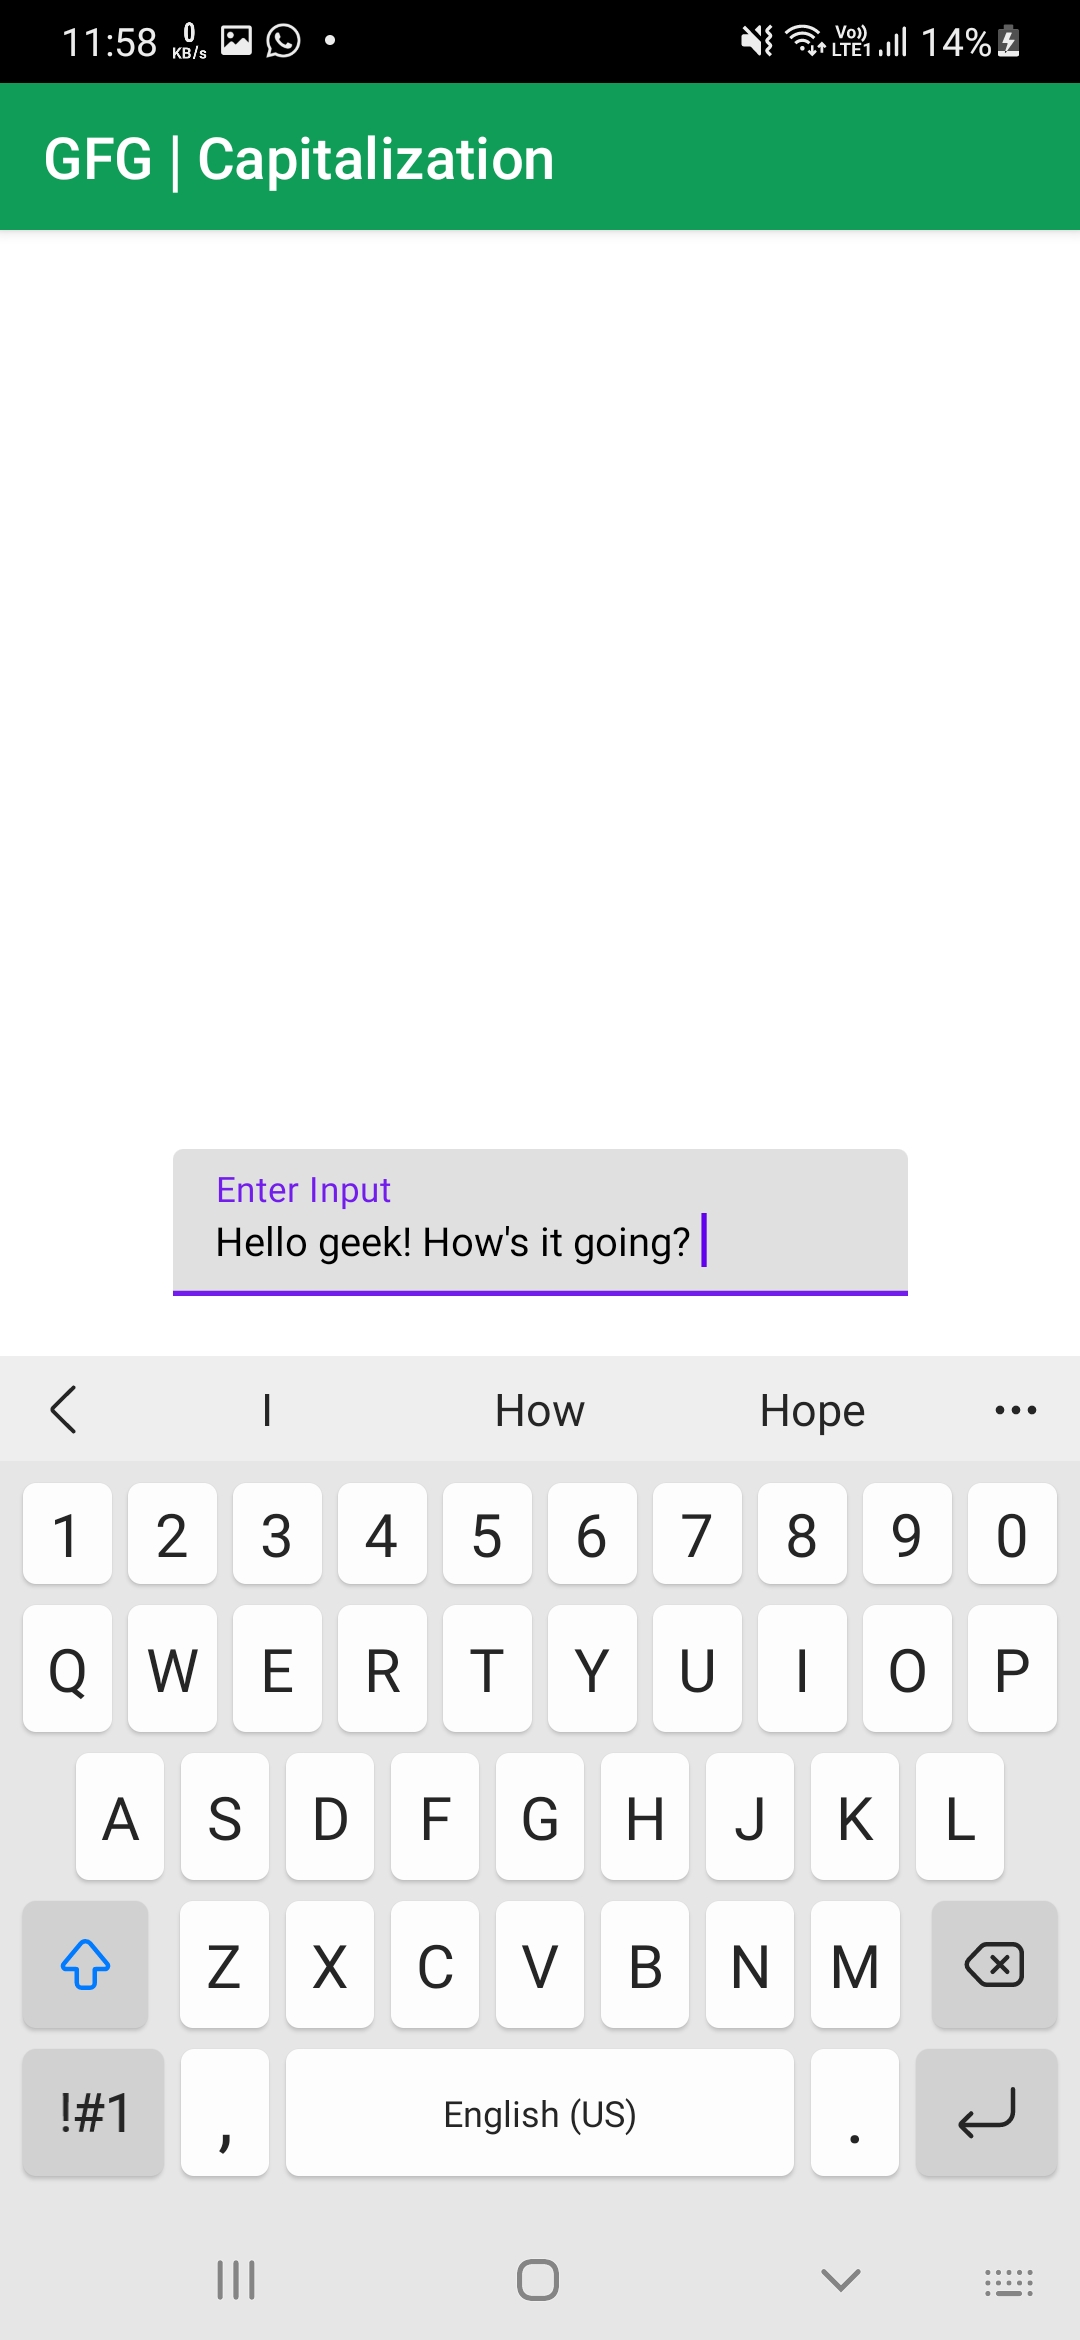 11:58 0 KB/s Vo)) LTE1 14%
GFG | Capitalization
Enter Input
Hello geek! How's it going?
I How Hope
1 2 3 4 5 6 7 8 9 0
Q W E R T Y U I O P
A S D F G H J K L
Z X C V B N M
!#1 , English (US) .